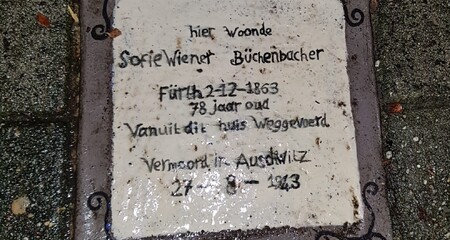 hier woonde
Sofie Wiener Büchenbacher
Fürth 2-12-1863
78 jaar oud
Vanuit dit huis Weggevoerd
Vermoord in Auschwitz
27 - 8 - 1943